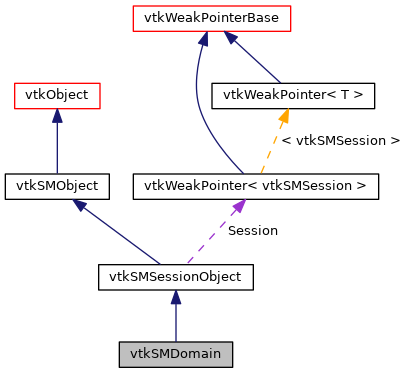 vtkWeakPointerBase
vtkObject
vtkWeakPointer< T >
< vtkSMSession >
vtkSMObject
vtkWeakPointer< vtkSMSession >
Session
vtkSMSessionObject
vtkSMDomain